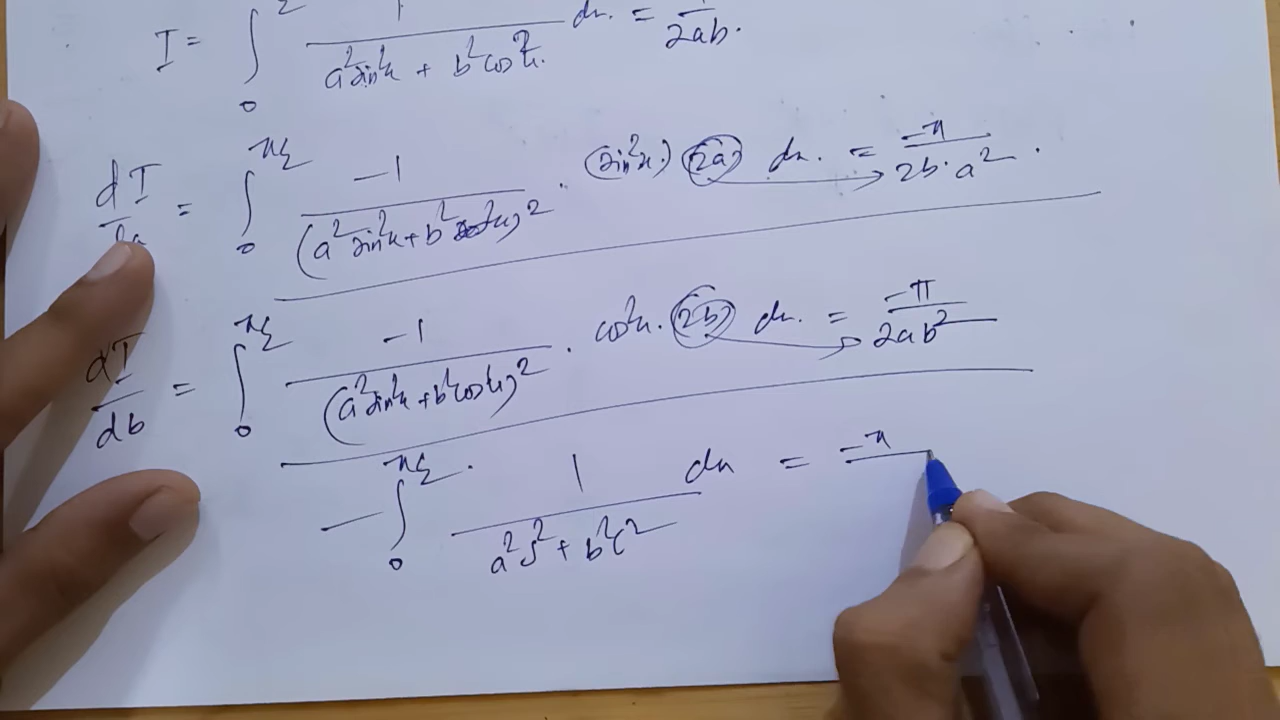 I = ∫₀^{π/2} 1/(a²sin²x + b²cos²x) dx. = π/2ab.
dI/da = ∫₀^{π/2} -1/(a²sin²x + b²cos²x)² . (sin²x.)(2a) dx. = -π/2b.a² .
dI/db = ∫₀^{π/2} -1/(a²sin²x + b²cos²x)² . cos²x. (2b) dx. = -π/2ab²
- ∫₀^{π/2} . 1/(a²s² + b²c²) dx = -π